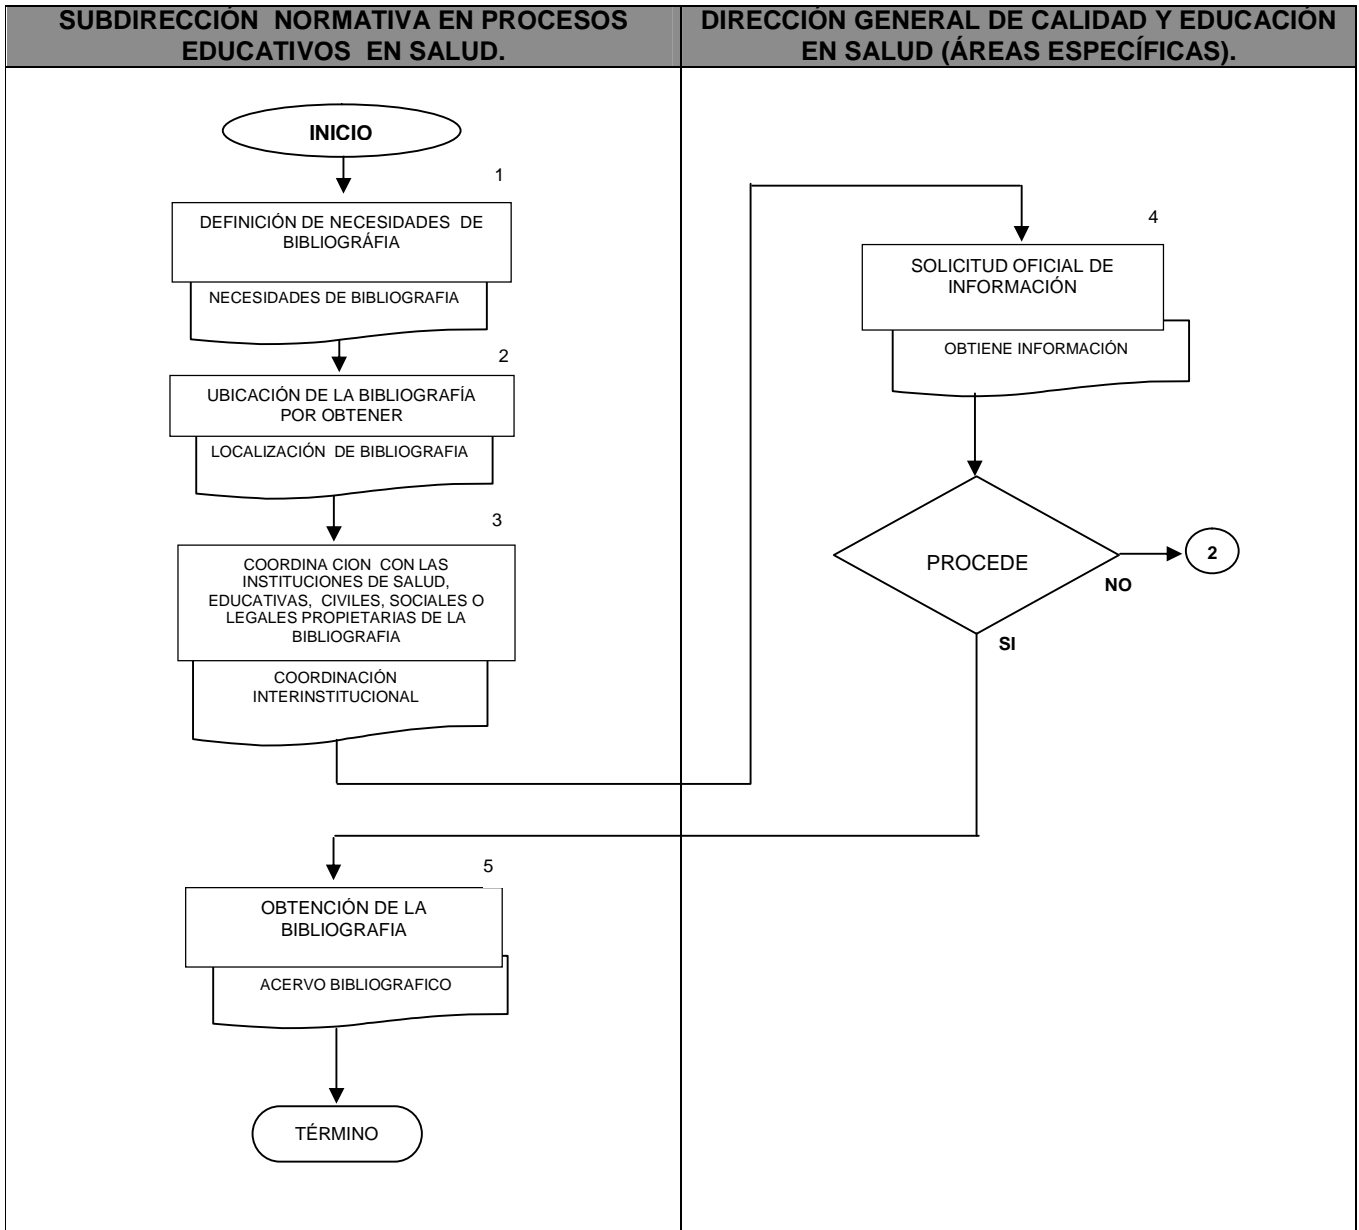 SUBDIRECCIÓN NORMATIVA EN PROCESOS
EDUCATIVOS EN SALUD.
DIRECCIÓN GENERAL DE CALIDAD Y EDUCACIÓN
EN SALUD (ÁREAS ESPECÍFICAS).
INICIO
1
DEFINICIÓN DE NECESIDADES DE
BIBLIOGRÁFIA
NECESIDADES DE BIBLIOGRAFIA
2
UBICACIÓN DE LA BIBLIOGRAFÍA
POR OBTENER
LOCALIZACIÓN DE BIBLIOGRAFIA
3
COORDINA CION CON LAS
INSTITUCIONES DE SALUD,
EDUCATIVAS, CIVILES, SOCIALES O
LEGALES PROPIETARIAS DE LA
BIBLIOGRAFIA
COORDINACIÓN
INTERINSTITUCIONAL
4
SOLICITUD OFICIAL DE
INFORMACIÓN
OBTIENE INFORMACIÓN
PROCEDE
NO
2
SI
5
OBTENCIÓN DE LA
BIBLIOGRAFIA
ACERVO BIBLIOGRAFICO
TÉRMINO